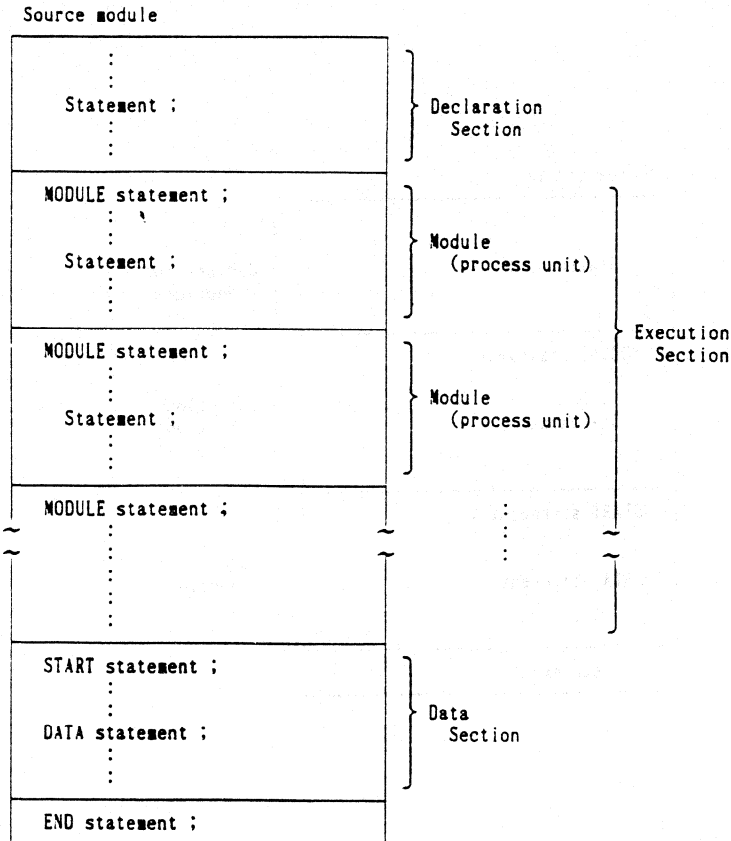 Source module
Statement ;
Declaration
Section
MODULE statement ;
Statement ;
Module
(process unit)
MODULE statement ;
Statement ;
Module
(process unit)
Execution
Section
MODULE statement ;
START statement ;
DATA statement ;
Data
Section
END statement ;